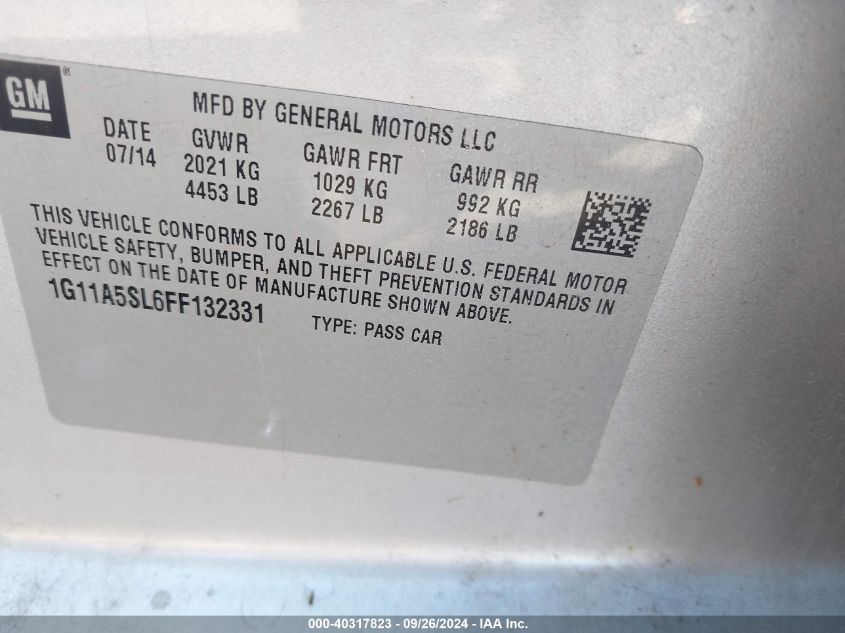 GM®
MFD BY GENERAL MOTORS LLC
DATE GVWR GAWR FRT GAWR RR
07/14 2021 KG 1029 KG 992 KG
4453 LB 2267 LB 2186 LB
THIS VEHICLE CONFORMS TO ALL APPLICABLE U.S. FEDERAL MOTOR
VEHICLE SAFETY, BUMPER, AND THEFT PREVENTION STANDARDS IN
EFFECT ON THE DATE OF MANUFACTURE SHOWN ABOVE.
1G11A5SL6FF132331 TYPE: PASS CAR
000-40317823 - 09/26/2024 - IAA Inc.